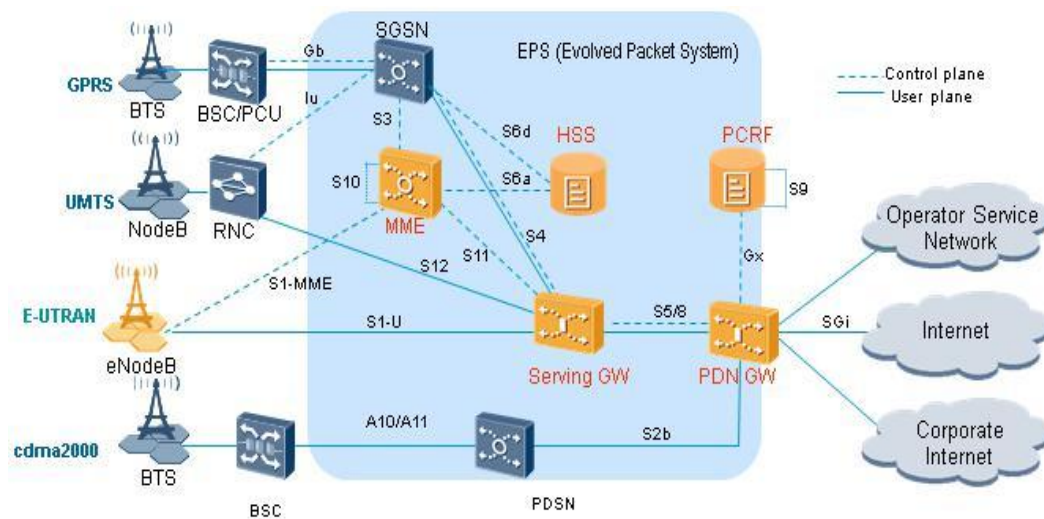 SGSN
EPS (Evolved Packet System)
Gb
Control plane
User plane
GPRS
BTS
BSC/PCU
Iu
S3
S6d
HSS
PCRF
S10
S6a
S9
UMTS
NodeB
RNC
MME
S4
Operator Service
Network
S12
S11
Gx
S1-MME
E-UTRAN
S1-U
S5/8
SGi
Internet
eNodeB
Serving GW
PDN GW
A10/A11
S2b
Corporate
Internet
cdma2000
BTS
BSC
PDSN